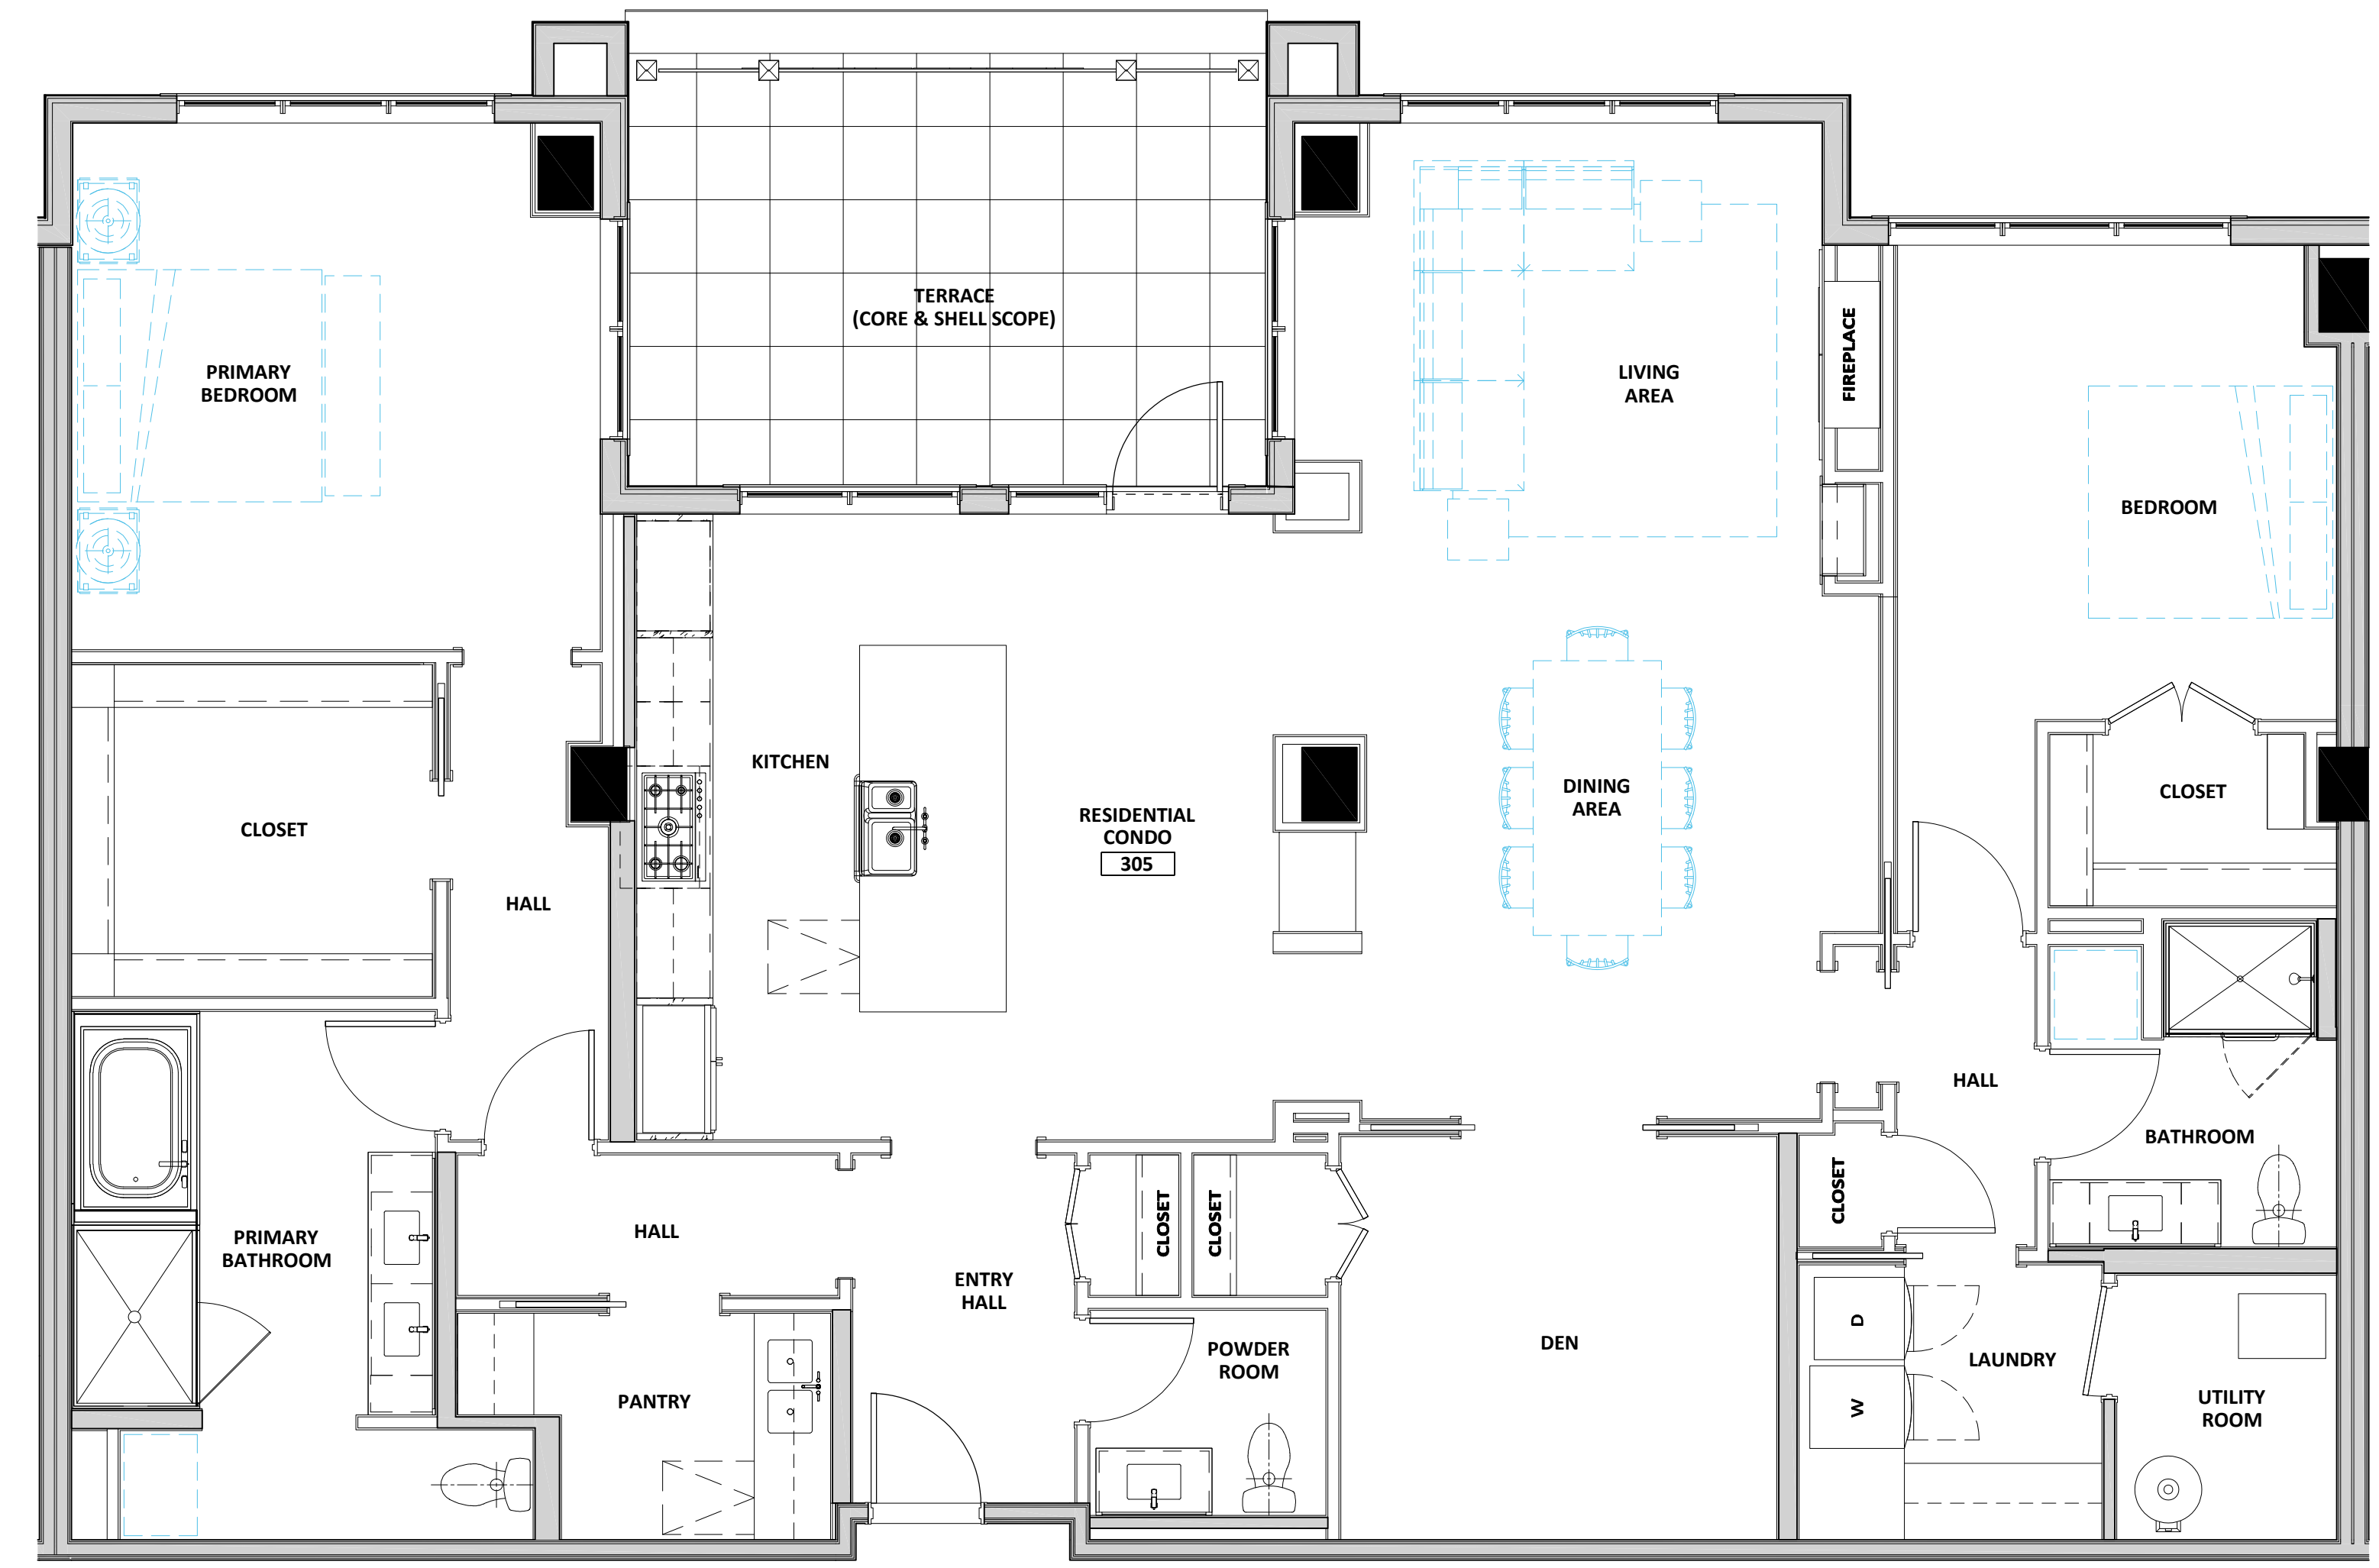 TERRACE
(CORE & SHELL SCOPE)
PRIMARY
BEDROOM
LIVING
AREA
FIREPLACE
BEDROOM
KITCHEN
CLOSET
RESIDENTIAL
CONDO
305
DINING
AREA
CLOSET
HALL
HALL
BATHROOM
PRIMARY
BATHROOM
HALL
ENTRY
HALL
CLOSET
CLOSET
CLOSET
POWDER
ROOM
DEN
D
LAUNDRY
PANTRY
W
UTILITY
ROOM